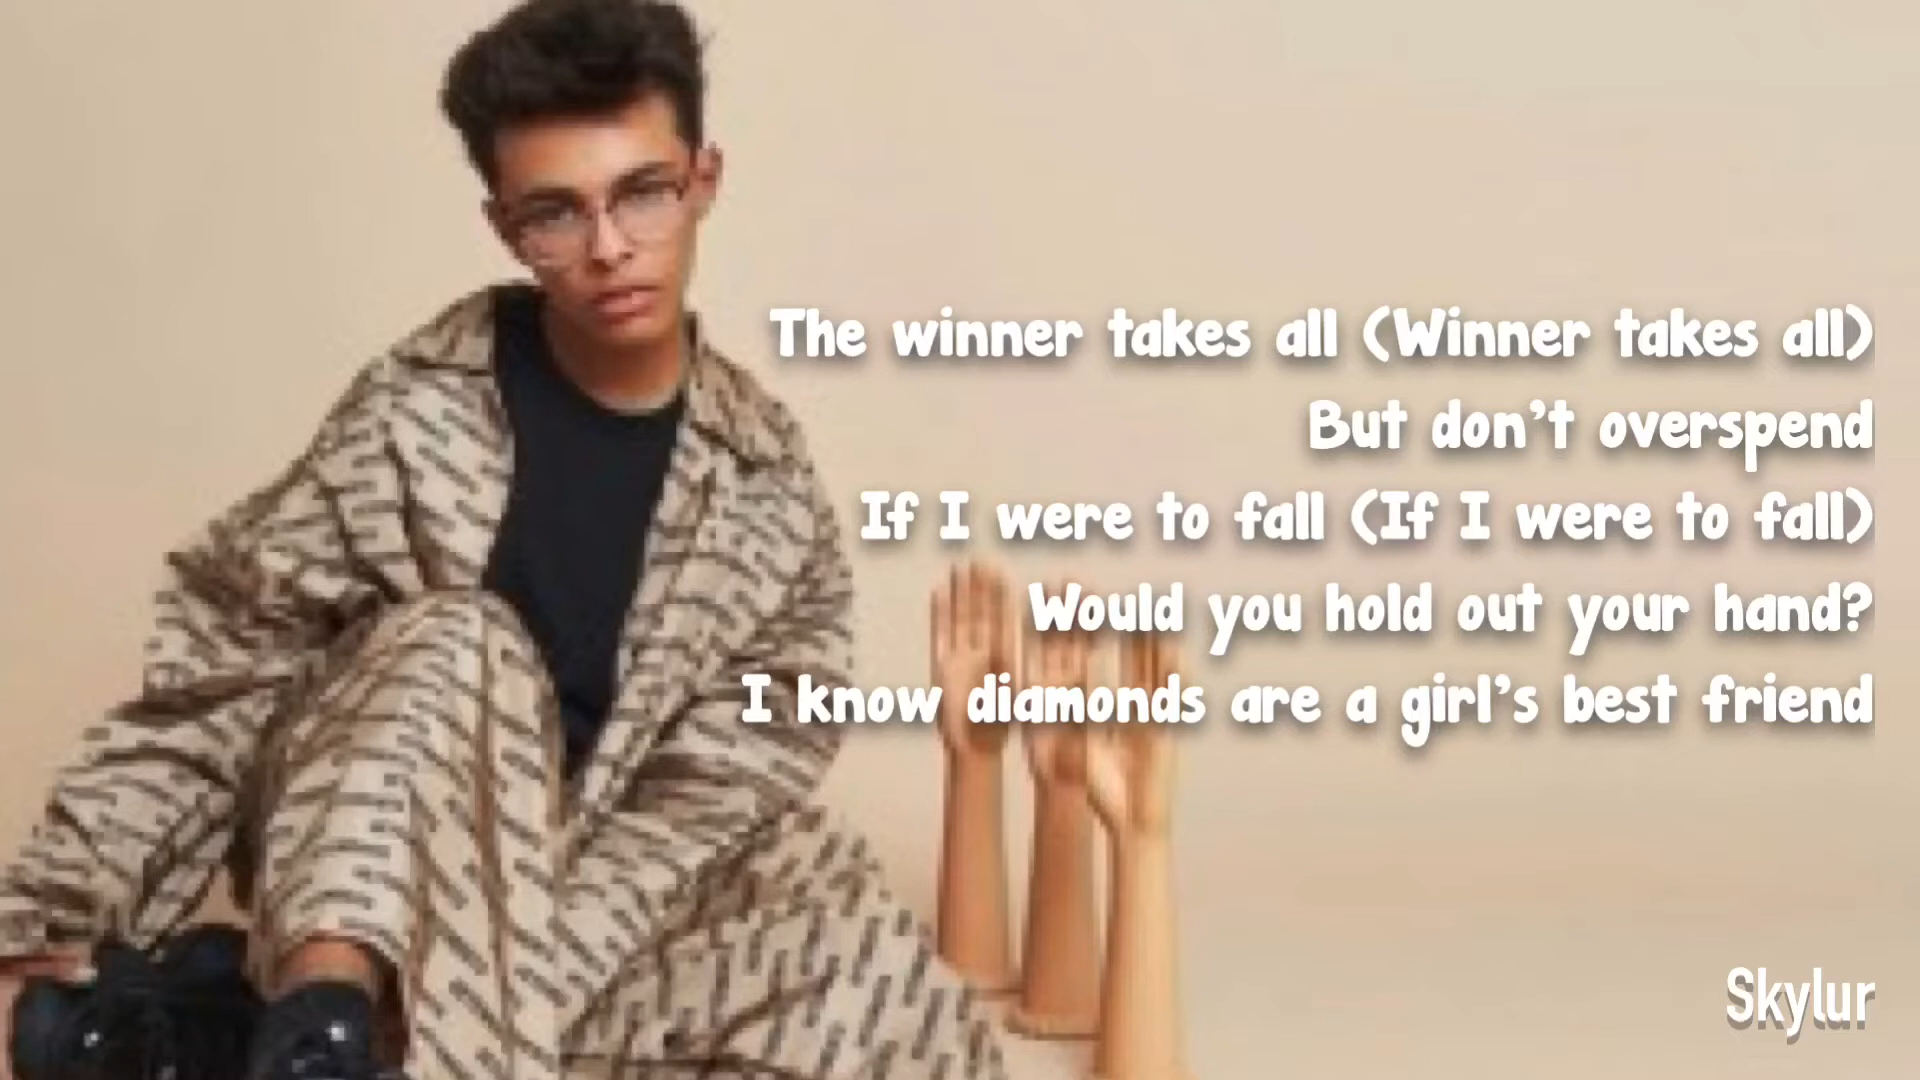 The winner takes all (Winner takes all)
But don't overspend
If I were to fall (If I were to fall)
Would you hold out your hand?
I know diamonds are a girl's best friend
Skylur